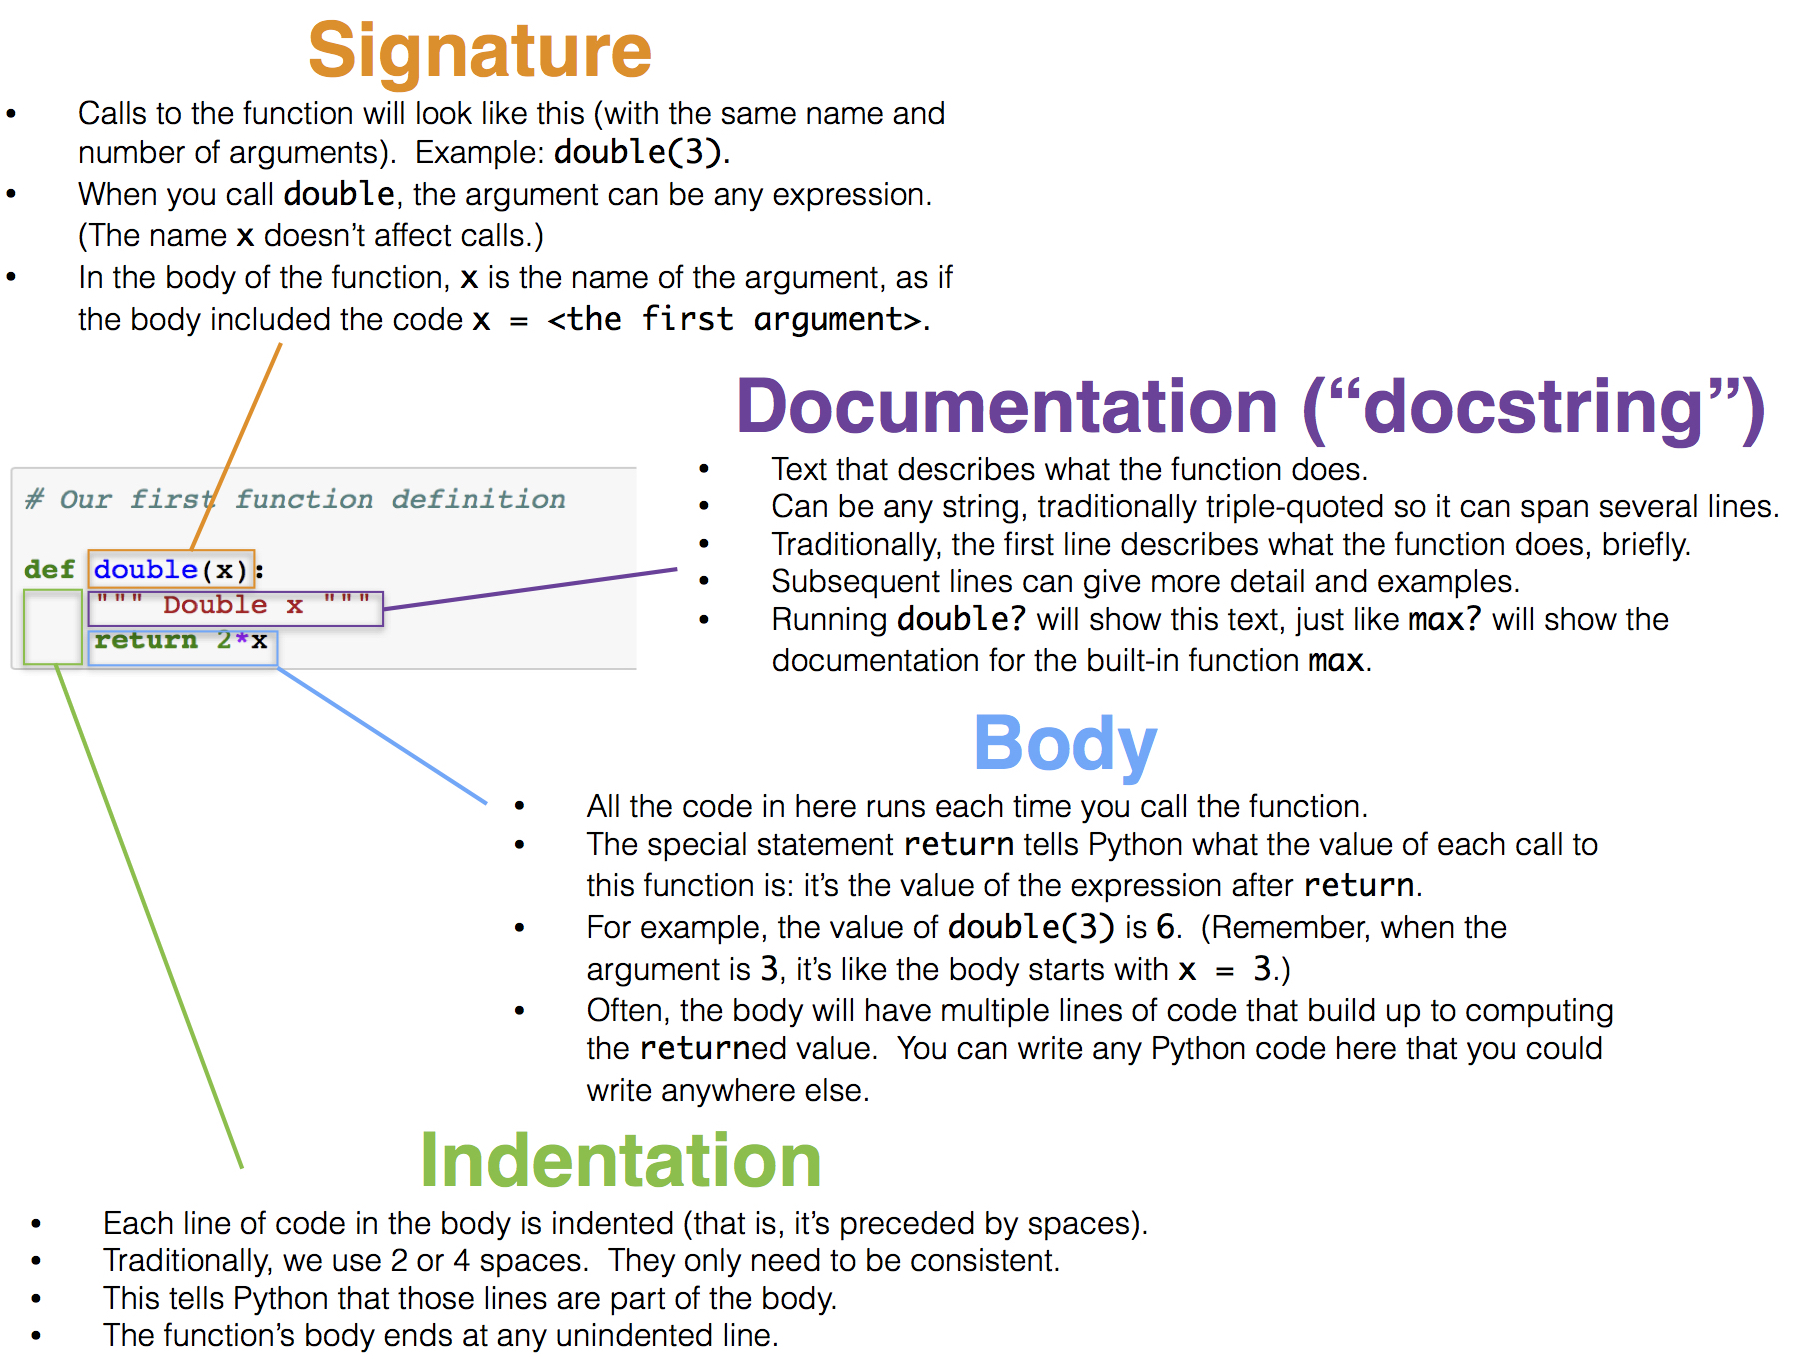 Signature
• Calls to the function will look like this (with the same name and
number of arguments).  Example: double(3).
• When you call double, the argument can be any expression.
(The name x doesn’t affect calls.)
• In the body of the function, x is the name of the argument, as if
the body included the code x = <the first argument>.
# Our first function definition
def double(x):
""" Double x """
return 2*x
Documentation (“docstring”)
• Text that describes what the function does.
• Can be any string, traditionally triple-quoted so it can span several lines.
• Traditionally, the first line describes what the function does, briefly.
• Subsequent lines can give more detail and examples.
• Running double? will show this text, just like max? will show the
documentation for the built-in function max.
Body
• All the code in here runs each time you call the function.
• The special statement return tells Python what the value of each call to
this function is: it’s the value of the expression after return.
• For example, the value of double(3) is 6.  (Remember, when the
argument is 3, it’s like the body starts with x = 3.)
• Often, the body will have multiple lines of code that build up to computing
the returned value.  You can write any Python code here that you could
write anywhere else.
Indentation
• Each line of code in the body is indented (that is, it’s preceded by spaces).
• Traditionally, we use 2 or 4 spaces.  They only need to be consistent.
• This tells Python that those lines are part of the body.
• The function’s body ends at any unindented line.